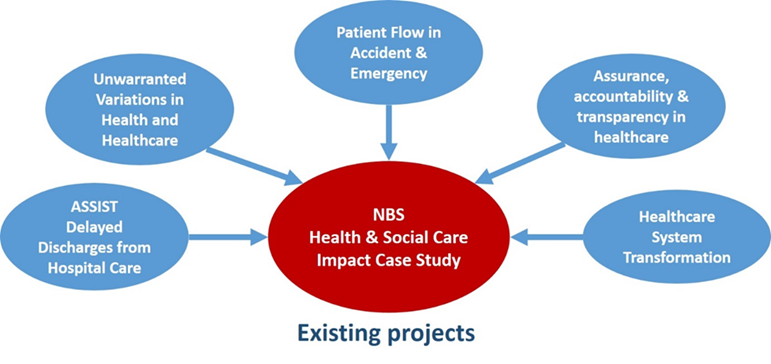 Patient Flow in
Accident &
Emergency
Unwarranted
Variations in
Health and
Healthcare
Assurance,
accountability &
transparency in
healthcare
ASSIST
Delayed
Discharges from
Hospital Care
NBS
Health & Social Care
Impact Case Study
Healthcare
System
Transformation
Existing projects